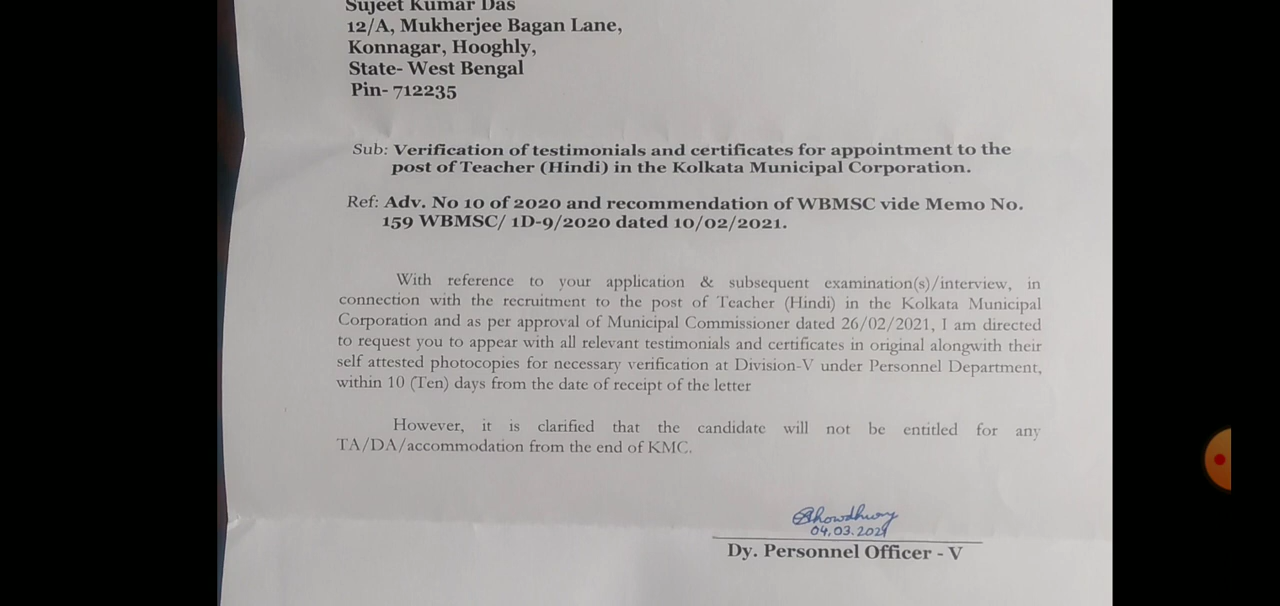 Sujeet Kumar Das
12/A, Mukherjee Bagan Lane,
Konnagar, Hooghly,
State- West Bengal
Pin- 712235
Sub: Verification of testimonials and certificates for appointment to the
post of Teacher (Hindi) in the Kolkata Municipal Corporation.
Ref: Adv. No 10 of 2020 and recommendation of WBMSC vide Memo No.
159 WBMSC/ 1D-9/2020 dated 10/02/2021.
With reference to your application & subsequent examination(s)/interview, in
connection with the recruitment to the post of Teacher (Hindi) in the Kolkata Municipal
Corporation and as per approval of Municipal Commissioner dated 26/02/2021, I am directed
to request you to appear with all relevant testimonials and certificates in original alongwith their
self attested photocopies for necessary verification at Division-V under Personnel Department,
within 10 (Ten) days from the date of receipt of the letter
However, it is clarified that the candidate will not be entitled for any
TA/DA/accommodation from the end of KMC.
04.03.2021
Dy. Personnel Officer - V